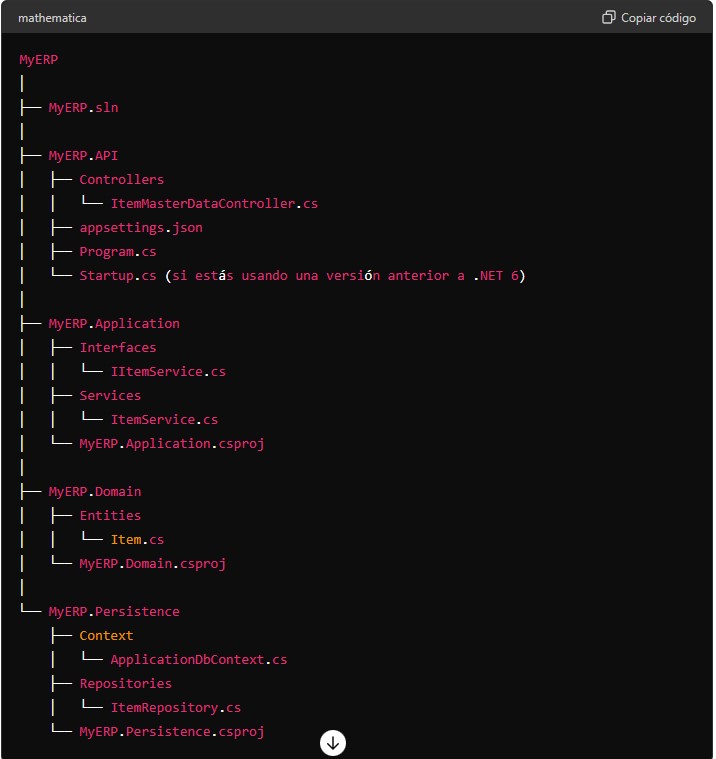 mathematica Copiar código
MyERP
│
├── MyERP.sln
│
├── MyERP.API
│   ├── Controllers
│   │   └── ItemMasterDataController.cs
│   ├── appsettings.json
│   ├── Program.cs
│   └── Startup.cs (si estás usando una versión anterior a .NET 6)
│
├── MyERP.Application
│   ├── Interfaces
│   │   └── IItemService.cs
│   ├── Services
│   │   └── ItemService.cs
│   └── MyERP.Application.csproj
│
├── MyERP.Domain
│   ├── Entities
│   │   └── Item.cs
│   └── MyERP.Domain.csproj
│
└── MyERP.Persistence
    ├── Context
    │   └── ApplicationDbContext.cs
    ├── Repositories
    │   └── ItemRepository.cs
    └── MyERP.Persistence.csproj